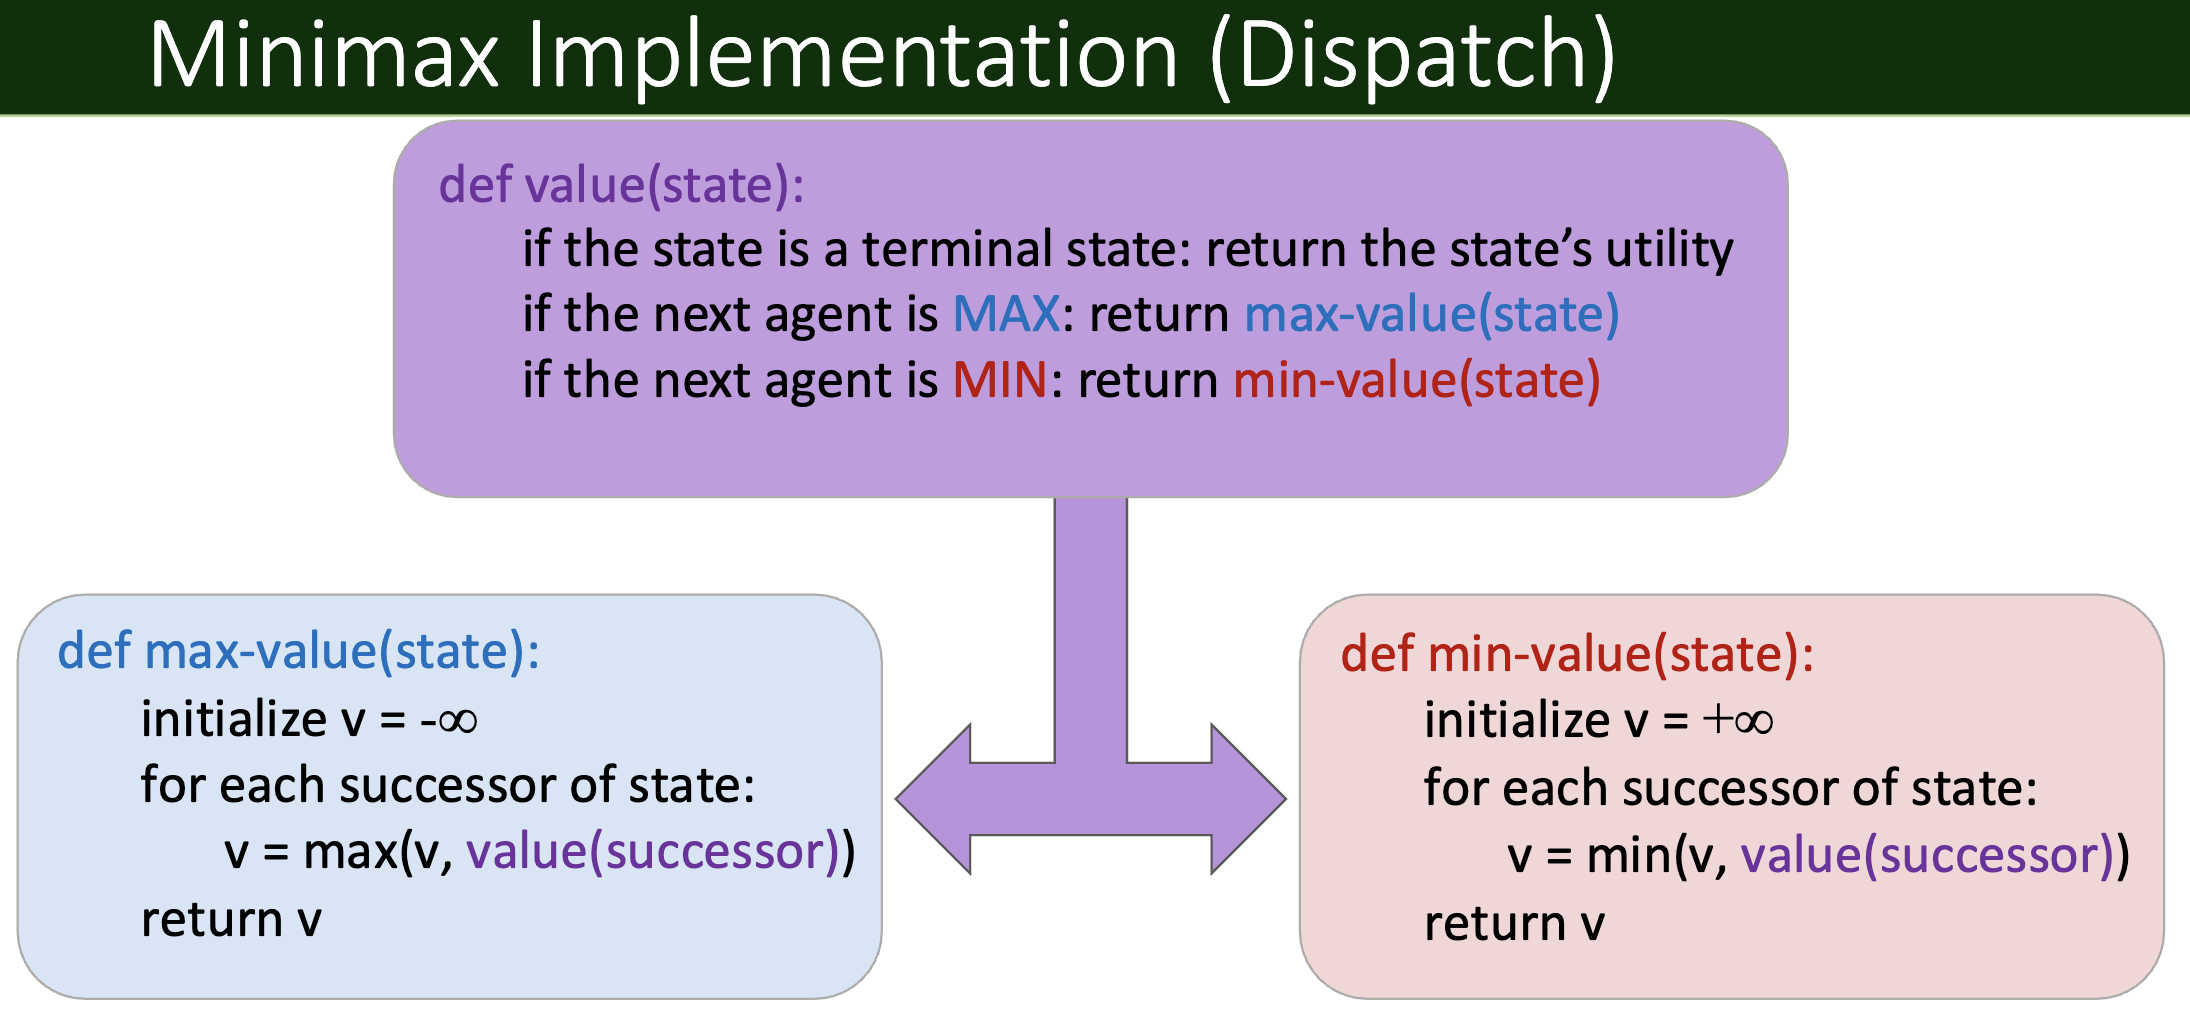 Minimax Implementation (Dispatch)
def value(state):
if the state is a terminal state: return the state’s utility
if the next agent is MAX: return max-value(state)
if the next agent is MIN: return min-value(state)
def max-value(state):
initialize v = -∞
for each successor of state:
v = max(v, value(successor))
return v
def min-value(state):
initialize v = +∞
for each successor of state:
v = min(v, value(successor))
return v